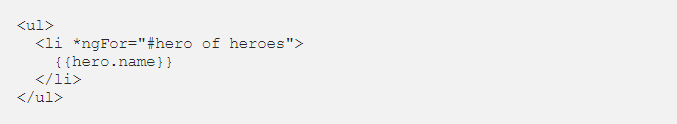 <ul>
  <li *ngFor="#hero of heroes">
    {{hero.name}}
  </li>
</ul>